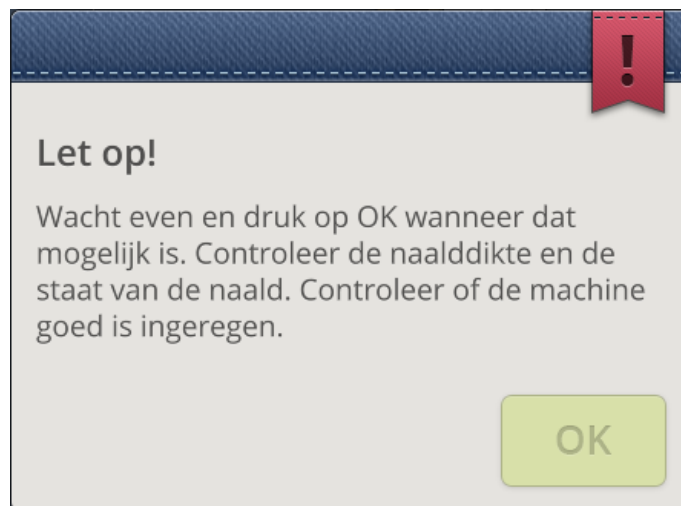 !
Let op!
Wacht even en druk op OK wanneer dat
mogelijk is. Controleer de naalddikte en de
staat van de naald. Controleer of de machine
goed is ingeregen.
OK